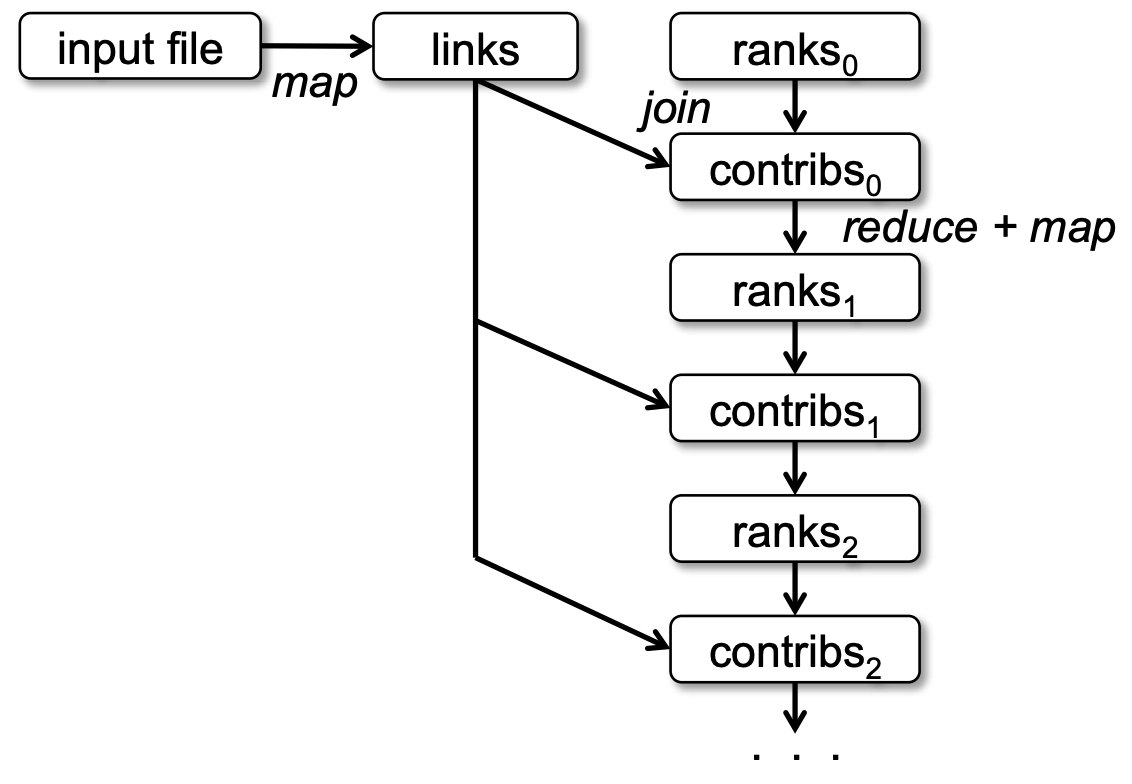 input file
map
links
ranks0
join
contribs0
reduce + map
ranks1
contribs1
ranks2
contribs2